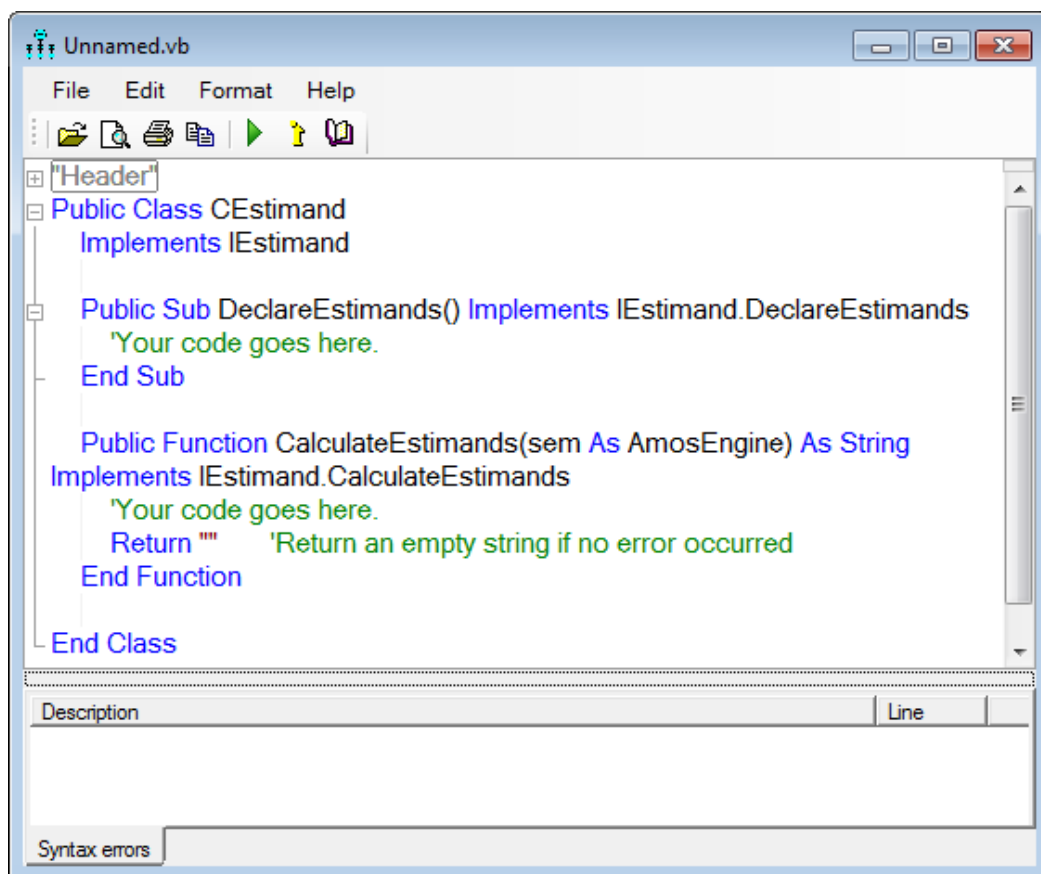 Unnamed.vb
File Edit Format Help
"Header"
Public Class CEstimand
Implements IEstimand
Public Sub DeclareEstimands() Implements IEstimand.DeclareEstimands
'Your code goes here.
End Sub
Public Function CalculateEstimands(sem As AmosEngine) As String
Implements IEstimand.CalculateEstimands
'Your code goes here.
Return "" 'Return an empty string if no error occurred
End Function
End Class
Description Line
Syntax errors